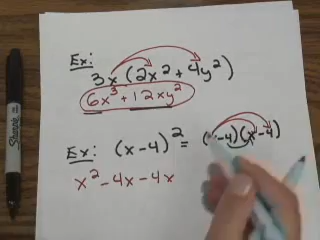 Ex:
3x (2x² + 4y²)
6x³ + 12xy²
Ex: (x-4)² = -4)(x-4)
x² - 4x - 4x
Sharpie